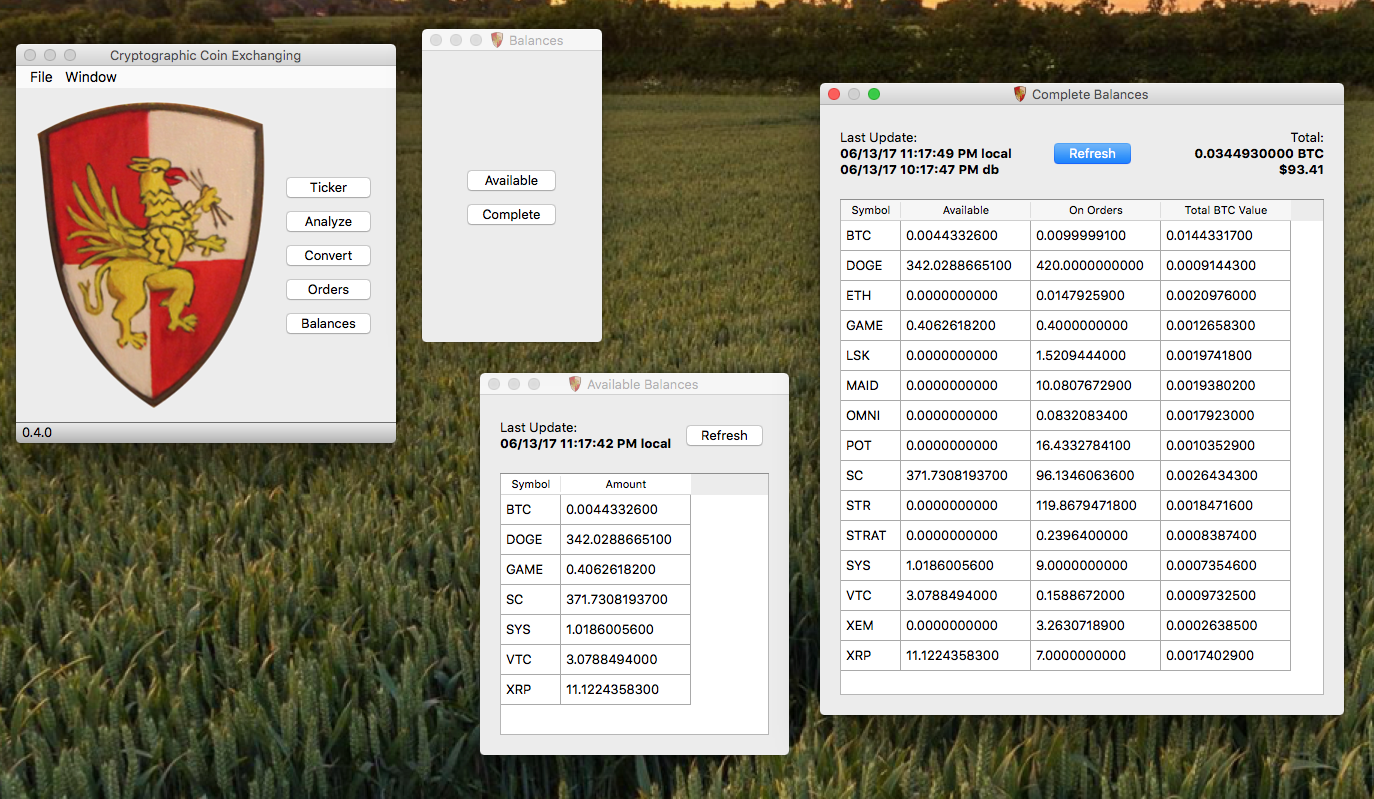 Cryptographic Coin Exchanging
File Window
Ticker
Analyze
Convert
Orders
Balances
0.4.0
Balances
Available
Complete
Available Balances
Last Update:
06/13/17 11:17:42 PM local
Refresh
Symbol Amount
BTC 0.0044332600
DOGE 342.0288665100
GAME 0.4062618200
SC 371.7308193700
SYS 1.0186005600
VTC 3.0788494000
XRP 11.1224358300
Complete Balances
Last Update:
06/13/17 11:17:49 PM local
06/13/17 10:17:47 PM db
Refresh
Total:
0.0344930000 BTC
$93.41
Symbol Available On Orders Total BTC Value
BTC 0.0044332600 0.0099999100 0.0144331700
DOGE 342.0288665100 420.0000000000 0.0009144300
ETH 0.0000000000 0.0147925900 0.0020976000
GAME 0.4062618200 0.4000000000 0.0012658300
LSK 0.0000000000 1.5209444000 0.0019741800
MAID 0.0000000000 10.0807672900 0.0019380200
OMNI 0.0000000000 0.0832083400 0.0017923000
POT 0.0000000000 16.4332784100 0.0010352900
SC 371.7308193700 96.1346063600 0.0026434300
STR 0.0000000000 119.8679471800 0.0018471600
STRAT 0.0000000000 0.2396400000 0.0008387400
SYS 1.0186005600 9.0000000000 0.0007354600
VTC 3.0788494000 0.1588672000 0.0009732500
XEM 0.0000000000 3.2630718900 0.0002638500
XRP 11.1224358300 7.0000000000 0.0017402900